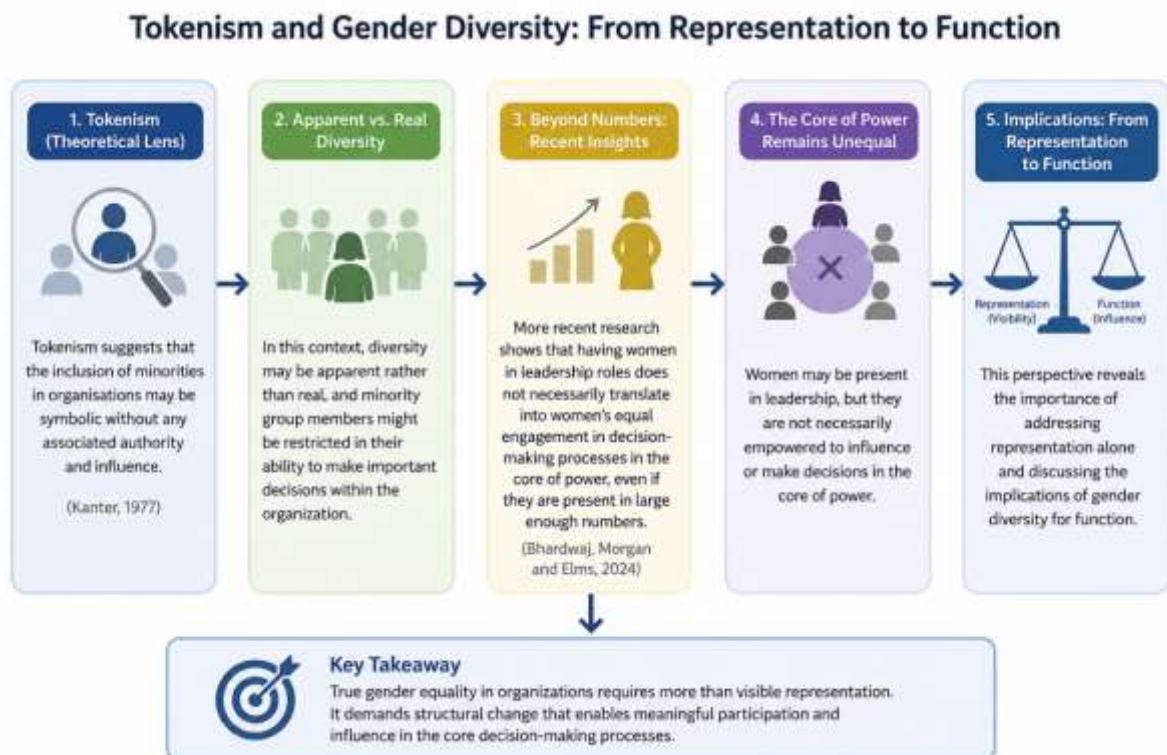 Tokenism and Gender Diversity: From Representation to Function
1. Tokenism
(Theoretical Lens)
Tokenism suggests that
the inclusion of minorities
in organisations may be
symbolic without any
associated authority
and influence.
(Kanter, 1977)
2. Apparent vs. Real
Diversity
In this context, diversity
may be apparent rather
than real, and minority
group members might
be restricted in their
ability to make important
decisions within the
organization.
3. Beyond Numbers:
Recent Insights
More recent research
shows that having women
in leadership roles does
not necessarily translate
into women's equal
engagement in decision-
making processes in the
core of power, even if
they are present in large
enough numbers.
(Bhardwaj, Morgan
and Elms, 2024)
4. The Core of Power
Remains Unequal
Women may be present
in leadership, but they
are not necessarily
empowered to influence
or make decisions in the
core of power.
5. Implications: From
Representation
to Function
Representation
(Visibility)
Function
(Influence)
This perspective reveals
the importance of
addressing
representation alone
and discussing the
implications of gender
diversity for function.
Key Takeaway
True gender equality in organizations requires more than visible representation.
It demands structural change that enables meaningful participation and
influence in the core decision-making processes.